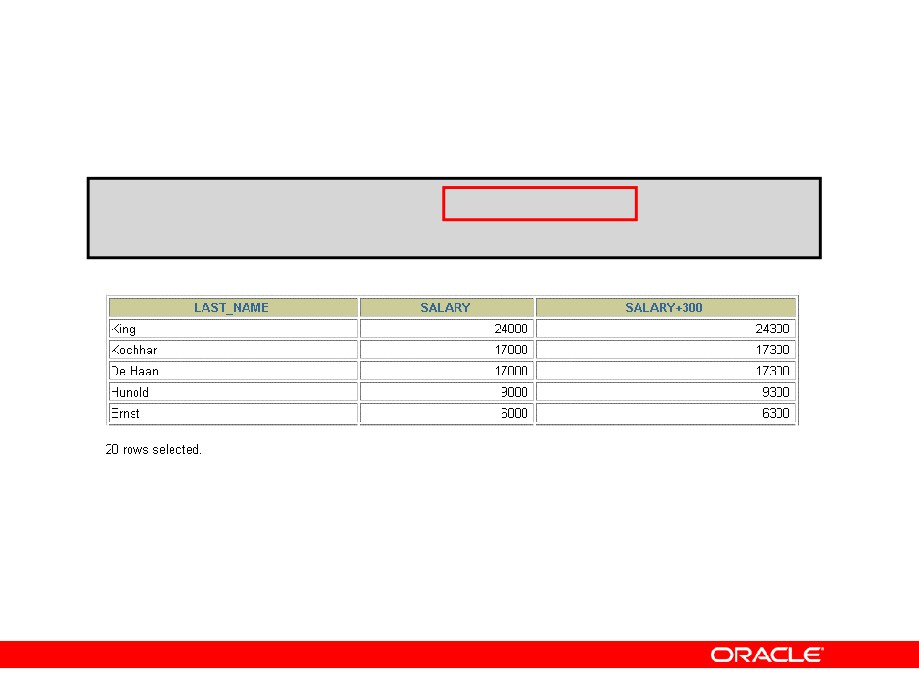 LAST_NAME SALARY SALARY+300
King 24000 24300
Kochhar 17000 17300
De Haan 17000 17300
Hunold 9000 9300
Ernst 6000 6300
20 rows selected.
ORACLE